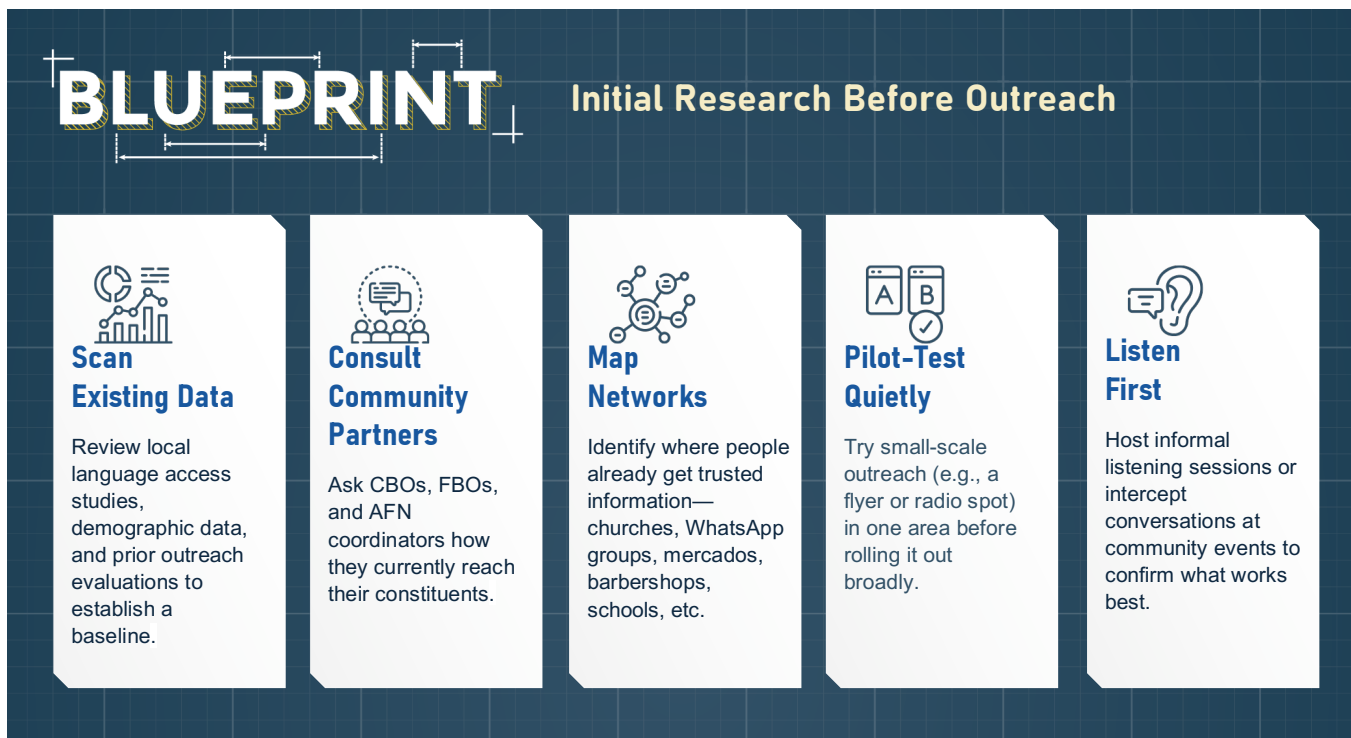 BLUEPRINT
Initial Research Before Outreach
Scan
Existing Data
Review local
language access
studies,
demographic data,
and prior outreach
evaluations to
establish a
baseline.
Consult
Community
Partners
Ask CBOs, FBOs,
and AFN
coordinators how
they currently reach
their constituents.
Map
Networks
Identify where people
already get trusted
information—
churches, WhatsApp
groups, mercados,
barbershops,
schools, etc.
A B
Pilot-Test
Quietly
Try small-scale
outreach (e.g., a
flyer or radio spot)
in one area before
rolling it out
broadly.
Listen
First
Host informal
listening sessions or
intercept
conversations at
community events to
confirm what works
best.